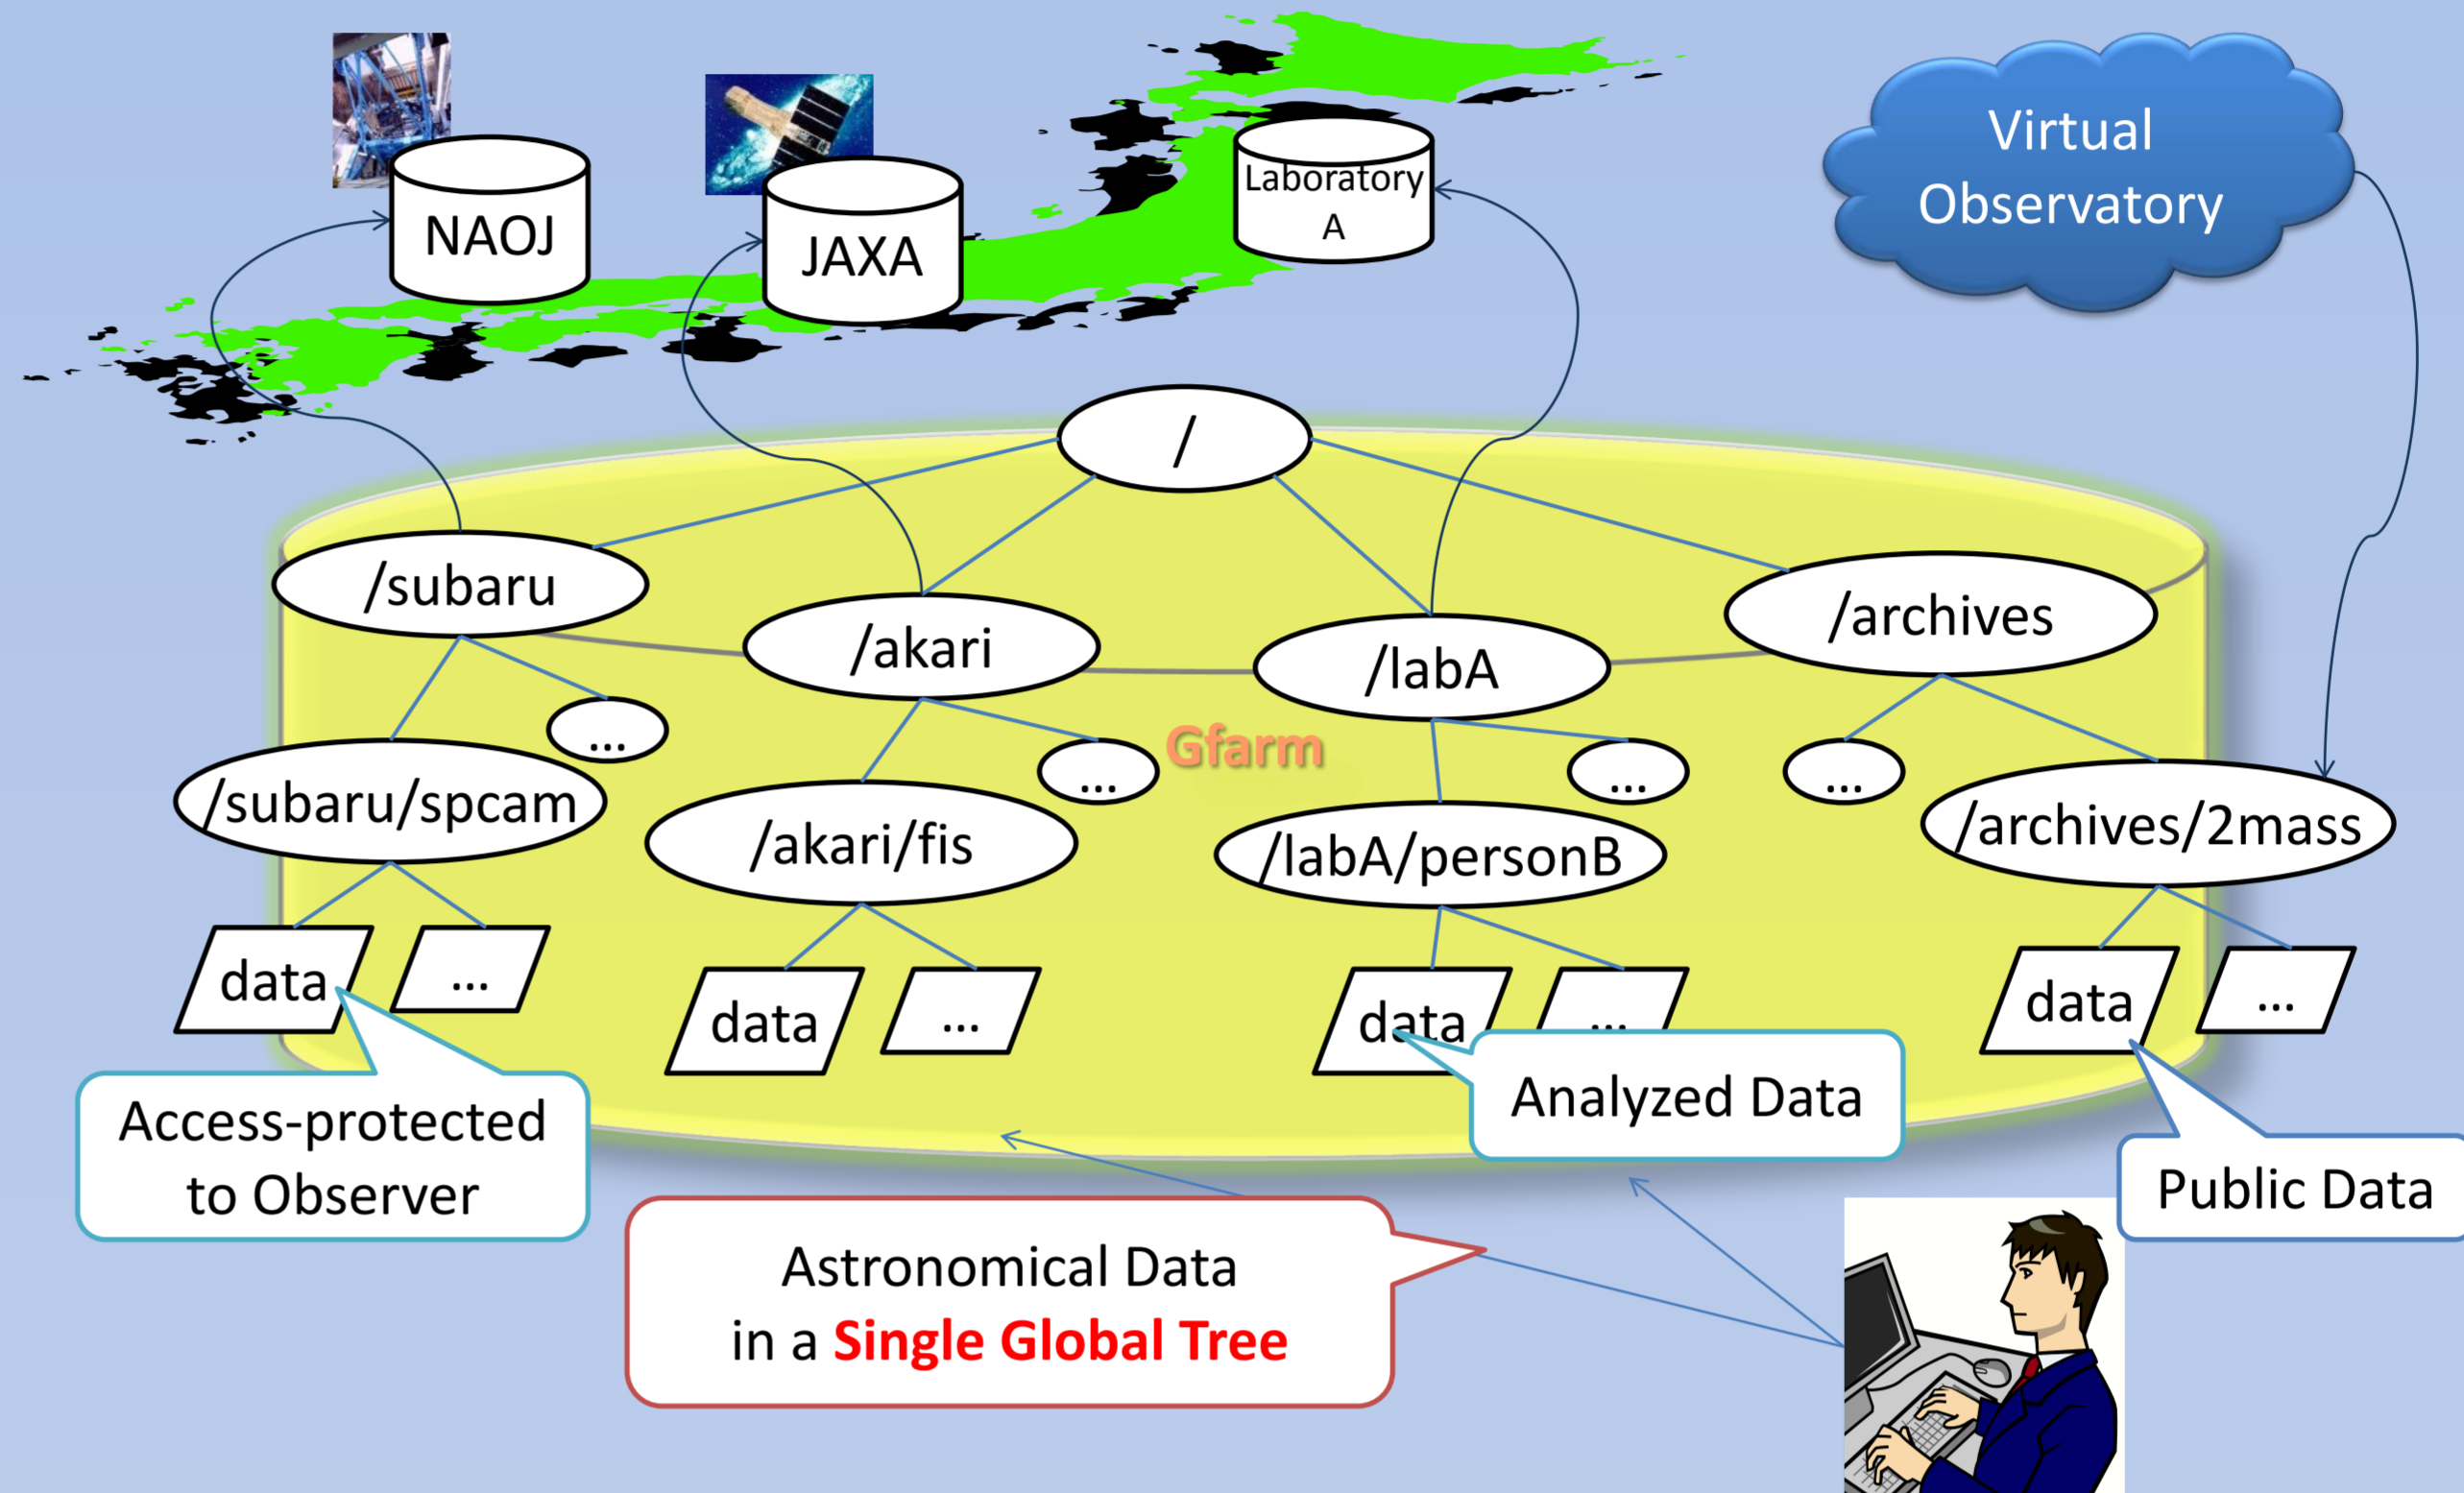 NAOJ
JAXA
Laboratory
A
Virtual
Observatory
/
/subaru
/akari
/labA
/archives
...
...
...
...
Gfarm
/subaru/spcam
/akari/fis
/labA/personB
/archives/2mass
data
...
data
...
data
...
data
...
Access-protected
to Observer
Analyzed Data
Public Data
Astronomical Data
in a Single Global Tree